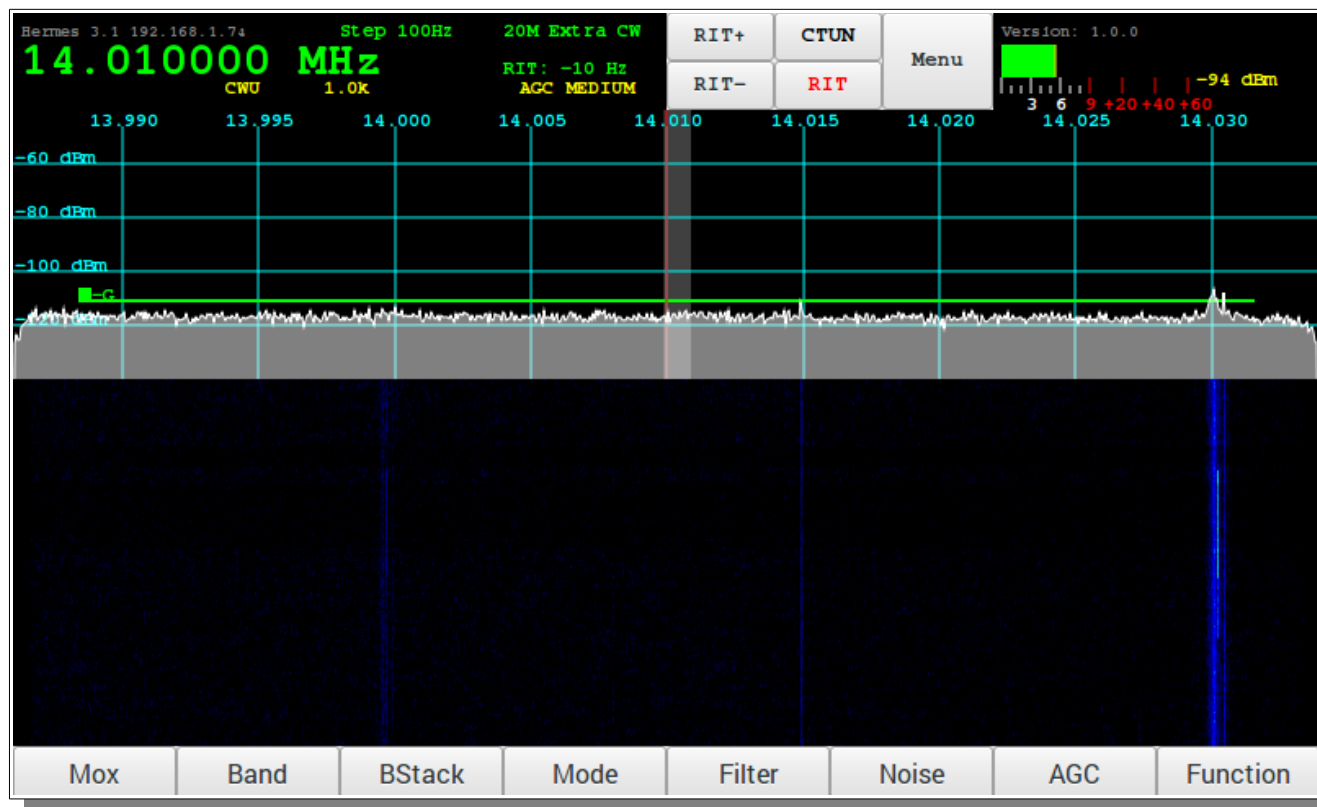 Hermes 3.1 192.168.1.74 Step 100Hz 20M Extra CW
14.010000 MHz
RIT: -10 Hz
CWU 1.0k AGC MEDIUM
RIT+ CTUN Menu
RIT- RIT
Version: 1.0.0
-94 dBm
3 6 9 +20 +40 +60
13.990 13.995 14.000 14.005 14.010 14.015 14.020 14.025 14.030
-60 dBm
-80 dBm
-100 dBm
-G
-120 dBm
Mox Band BStack Mode Filter Noise AGC Function